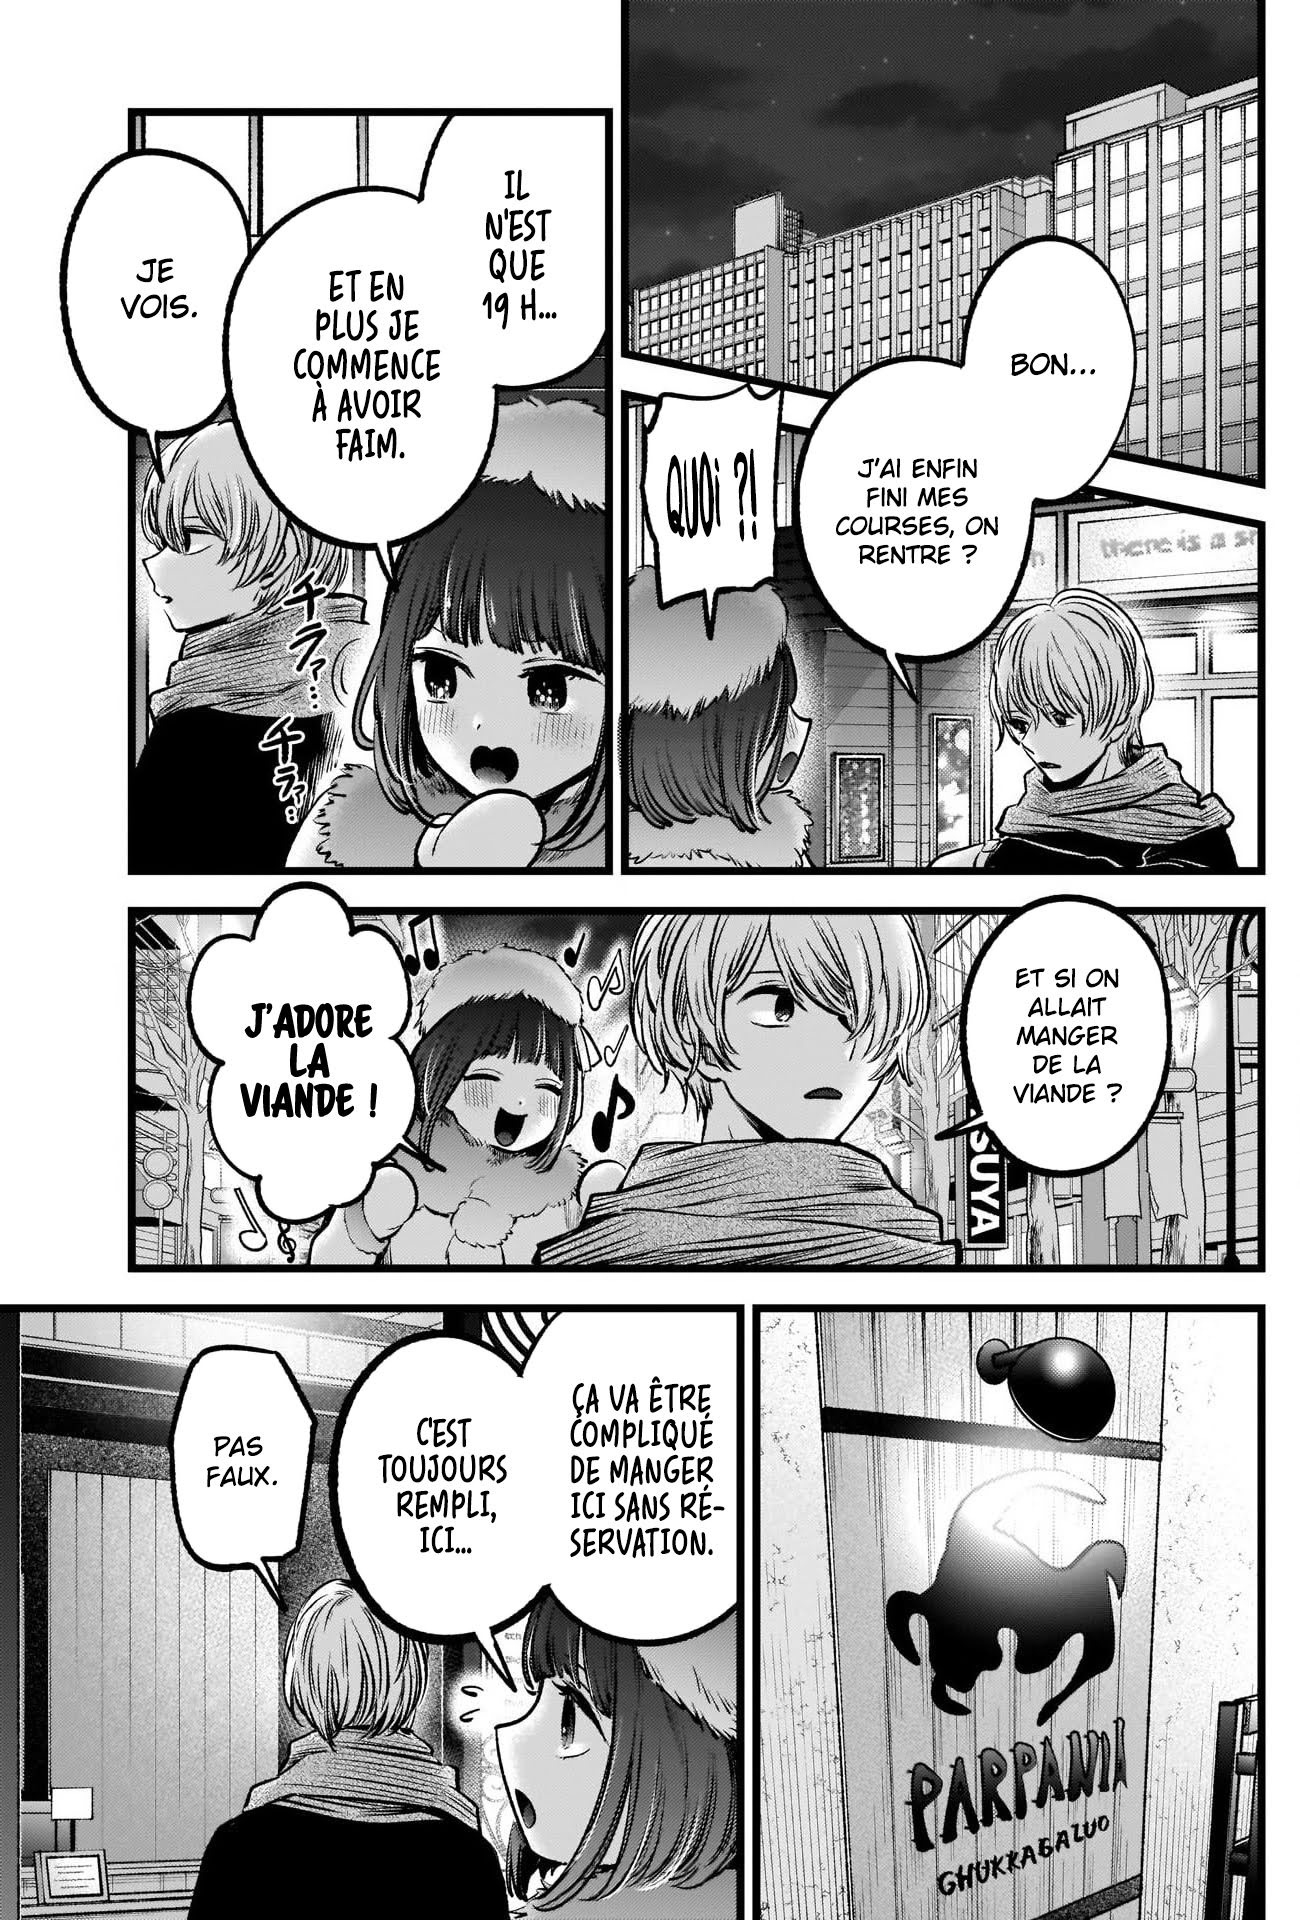 BON...
J'AI ENFIN
FINI MES
COURSES, ON
RENTRE ?
there is a s
QUOI ?!
IL
N'EST
QUE
19 H...
ET EN
PLUS JE
COMMENCE
À AVOIR
FAIM.
JE
VOIS.
チラァ…
チラァ…
ET SI ON
ALLAIT
MANGER
DE LA
VIANDE ?
SUYA
J'ADORE
LA
VIANDE !
PARPANM
GHUKKABALUO
ÇA VA ÊTRE
COMPLIQUÉ
DE MANGER
ICI SANS RÉ-
SERVATION.
C'EST
TOUJOURS
REMPLI,
ICI...
PAS
FAUX.